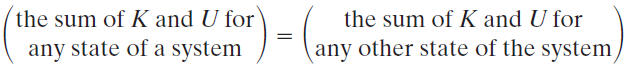 (the sum of K and U for any state of a system) = (the sum of K and U for any other state of the system)